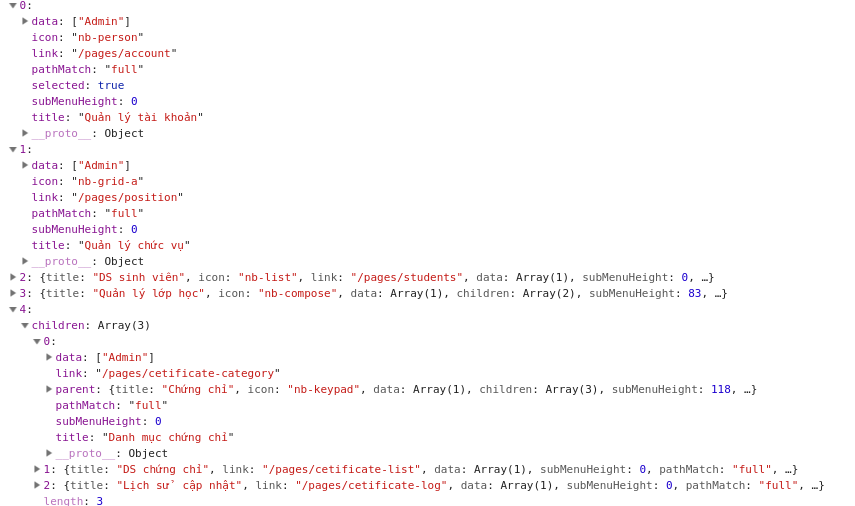 0:
data: ["Admin"]
icon: "nb-person"
link: "/pages/account"
pathMatch: "full"
selected: true
subMenuHeight: 0
title: "Quản lý tài khoản"
__proto__: Object
1:
data: ["Admin"]
icon: "nb-grid-a"
link: "/pages/position"
pathMatch: "full"
subMenuHeight: 0
title: "Quản lý chức vụ"
__proto__: Object
2: {title: "DS sinh viên", icon: "nb-list", link: "/pages/students", data: Array(1), subMenuHeight: 0, …}
3: {title: "Quản lý lớp học", icon: "nb-compose", data: Array(1), children: Array(2), subMenuHeight: 83, …}
4:
children: Array(3)
0:
data: ["Admin"]
link: "/pages/cetificate-category"
parent: {title: "Chứng chỉ", icon: "nb-keypad", data: Array(1), children: Array(3), subMenuHeight: 118, …}
pathMatch: "full"
subMenuHeight: 0
title: "Danh mục chứng chỉ"
__proto__: Object
1: {title: "DS chứng chỉ", link: "/pages/cetificate-list", data: Array(1), subMenuHeight: 0, pathMatch: "full", …}
2: {title: "Lịch sử cập nhật", link: "/pages/cetificate-log", data: Array(1), subMenuHeight: 0, pathMatch: "full", …}
length: 3